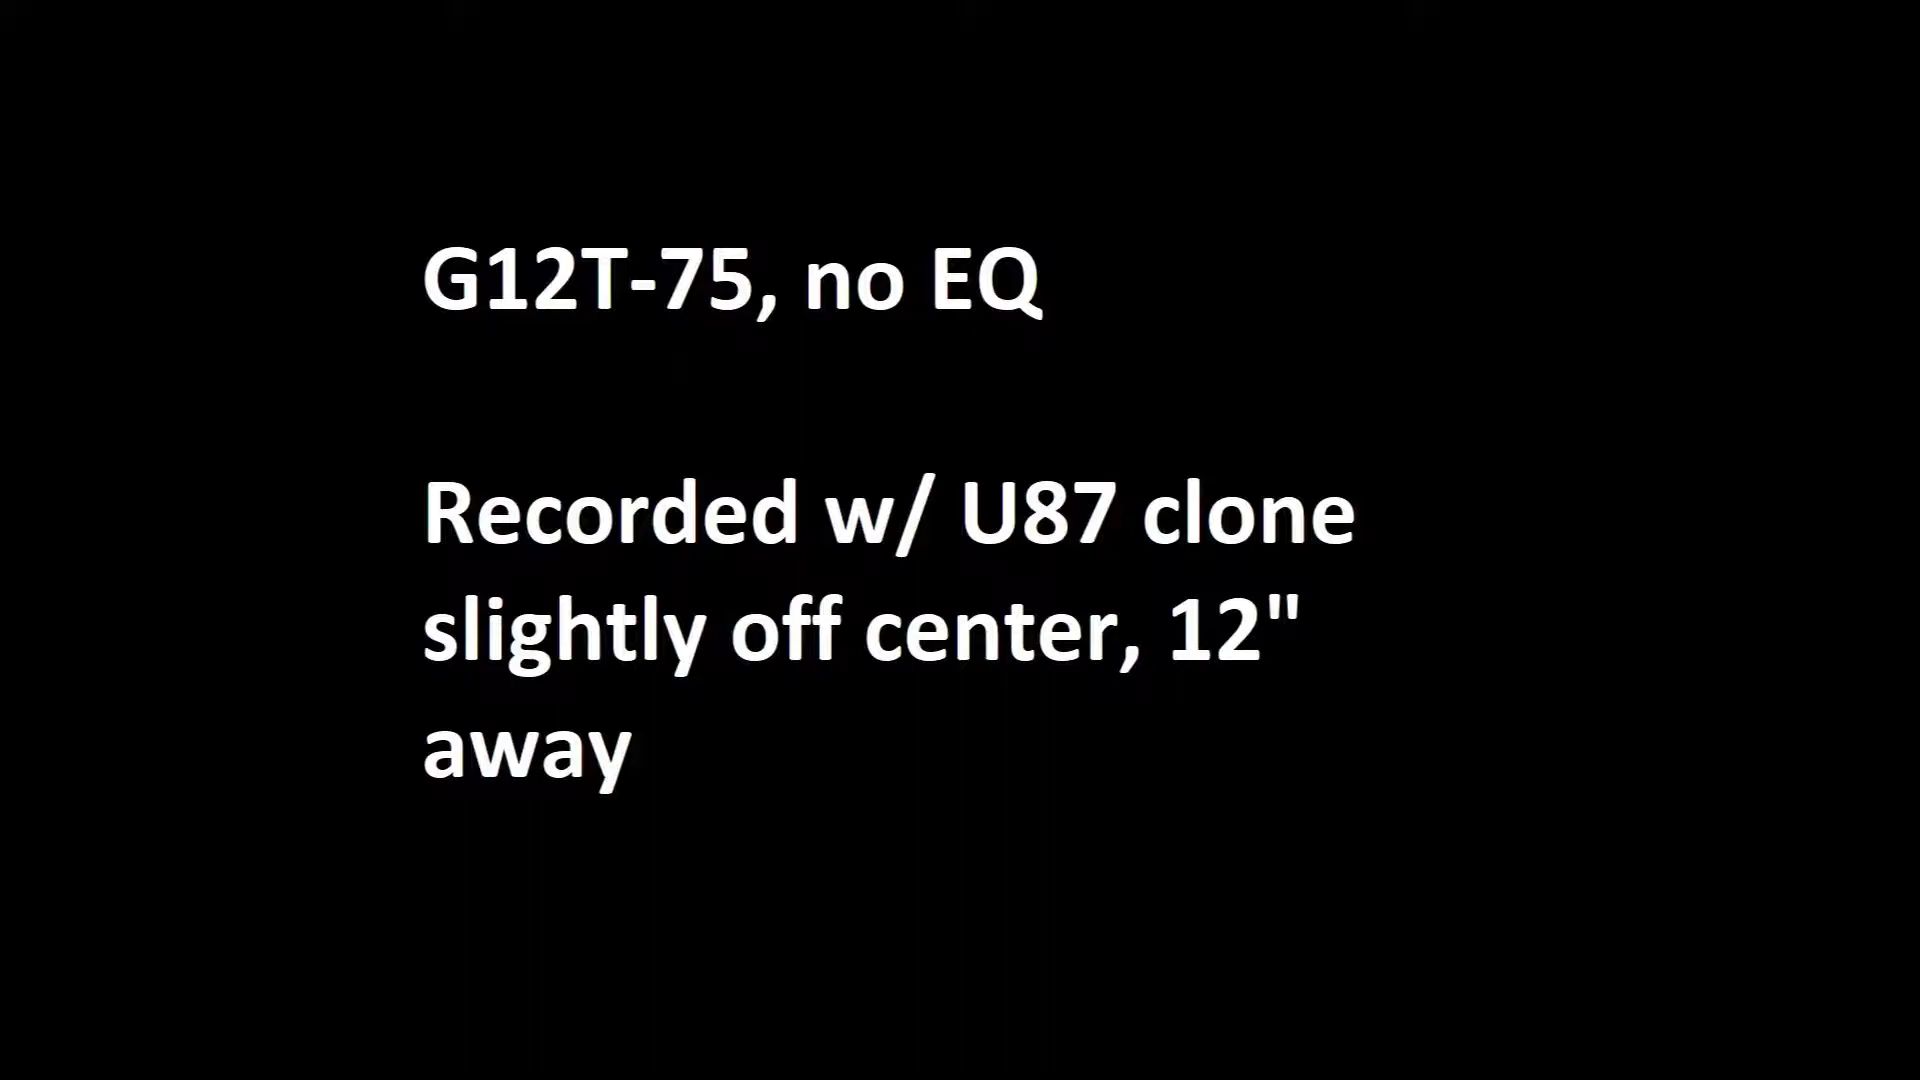 G12T-75, no EQ
Recorded w/ U87 clone
slightly off center, 12"
away